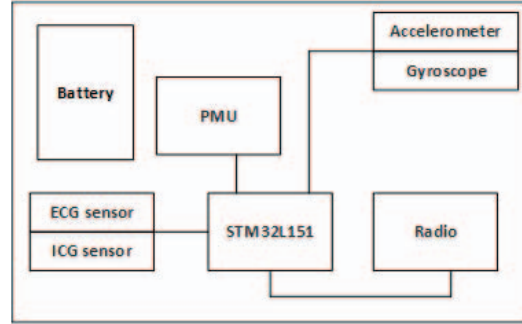 Accelerometer
Gyroscope
Battery
PMU
ECG sensor
ICG sensor
STM32L151
Radio